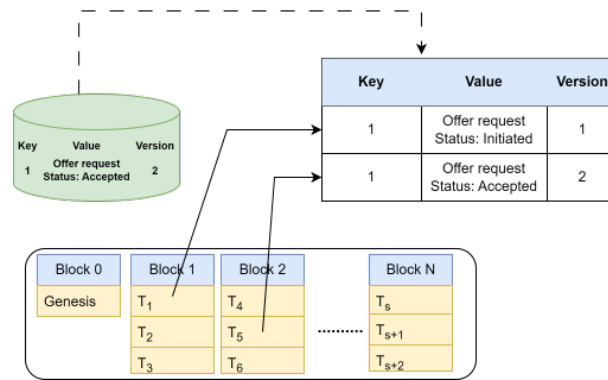 Key Value Version
1 Offer request Status: Initiated 1
1 Offer request Status: Accepted 2
Key Value Version
1 Offer request Status: Accepted 2
Block 0 Block 1 Block 2 Block N
Genesis T1 T4 Ts
T2 T5 ........... Ts+1
T3 T6 Ts+2